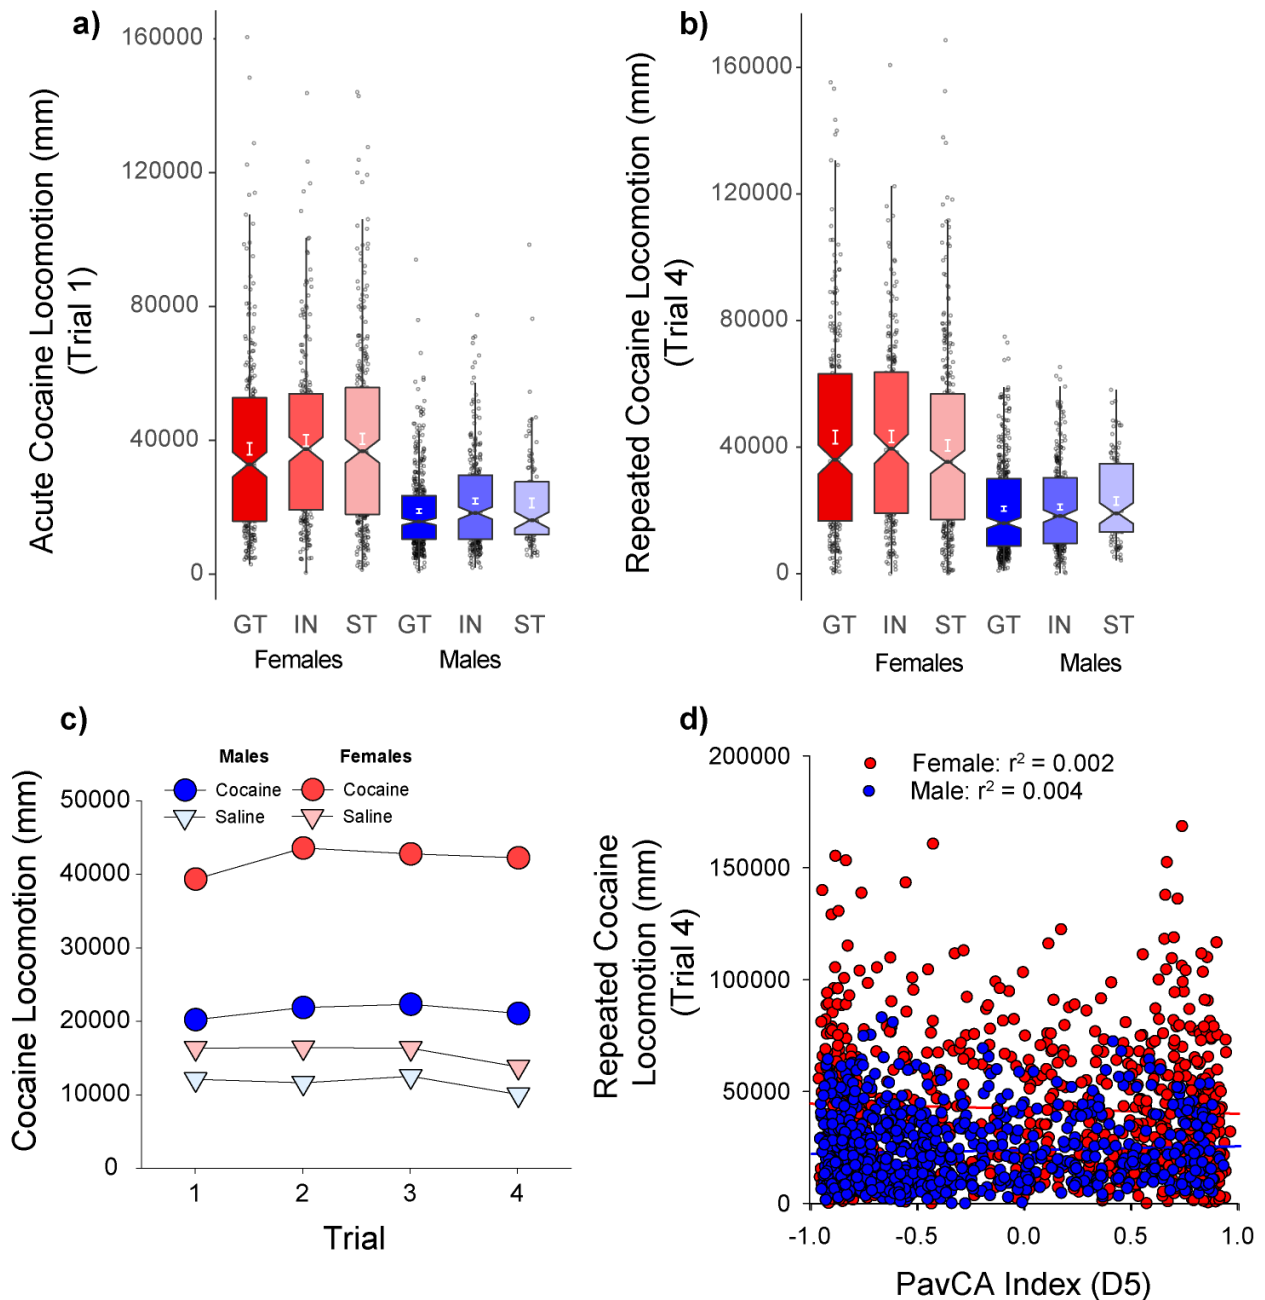 a)
Acute Cocaine Locomotion (mm)
(Trial 1)
160000
120000
80000
40000
0
GT IN ST GT IN ST
Females Males
b)
Repeated Cocaine Locomotion (mm)
(Trial 4)
160000
120000
80000
40000
0
GT IN ST GT IN ST
Females Males
c)
Cocaine Locomotion (mm)
Males Females
Cocaine Cocaine
Saline Saline
50000
40000
30000
20000
10000
0
1 2 3 4
Trial
d)
Repeated Cocaine
Locomotion (mm)
(Trial 4)
Female: r² = 0.002
Male: r² = 0.004
200000
150000
100000
50000
0
-1.0 -0.5 0.0 0.5 1.0
PavCA Index (D5)